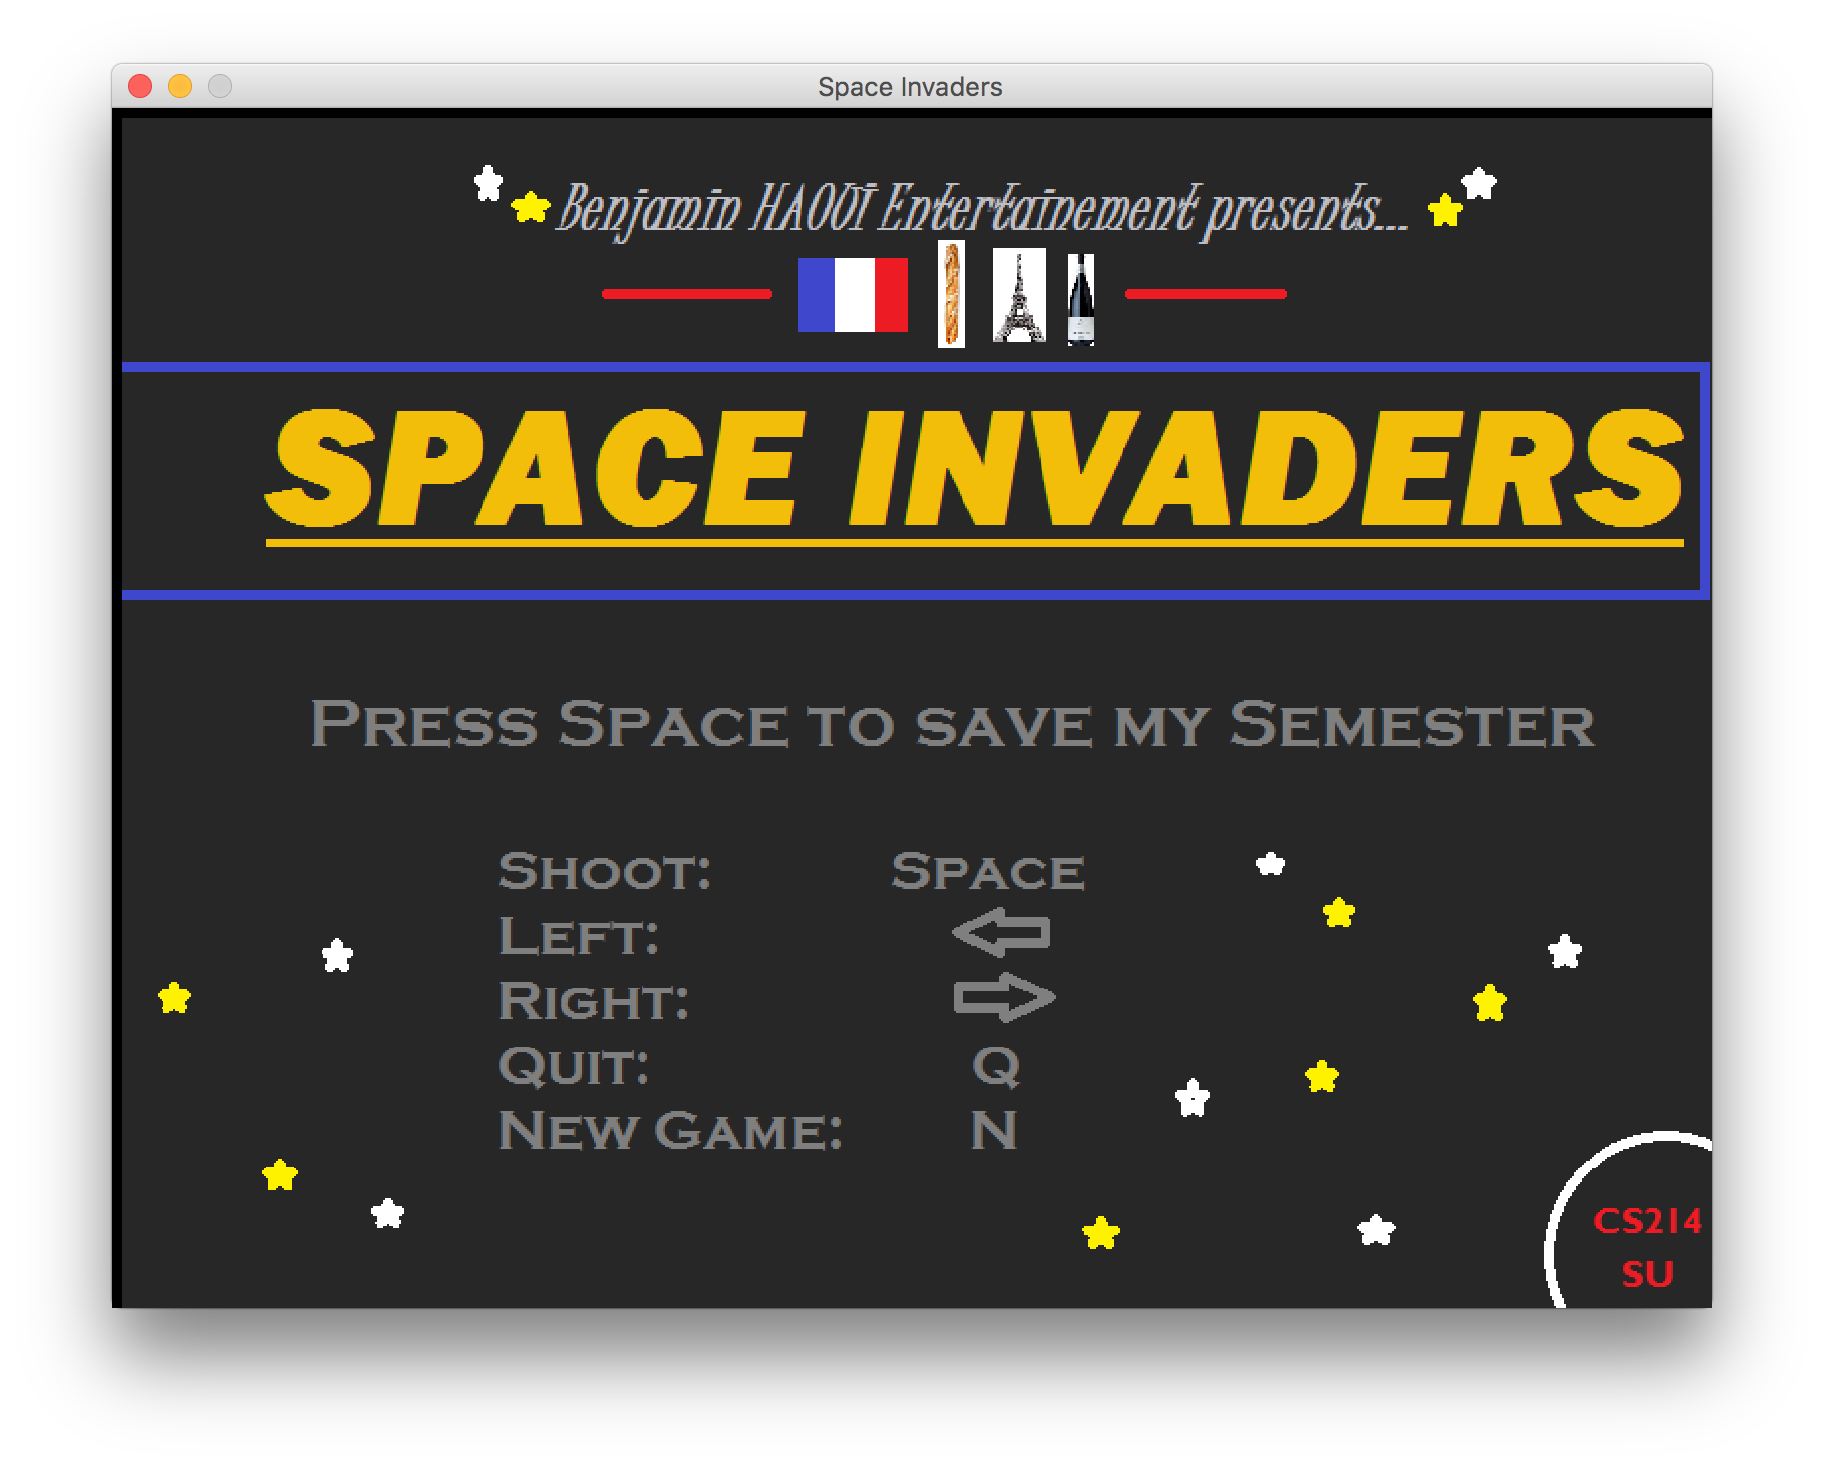 Space Invaders
Benjamin HAOUÏ Entertainement presents...
SPACE INVADERS
PRESS SPACE TO SAVE MY SEMESTER
SHOOT: SPACE
LEFT:
RIGHT:
QUIT: Q
NEW GAME: N
CS214
SU